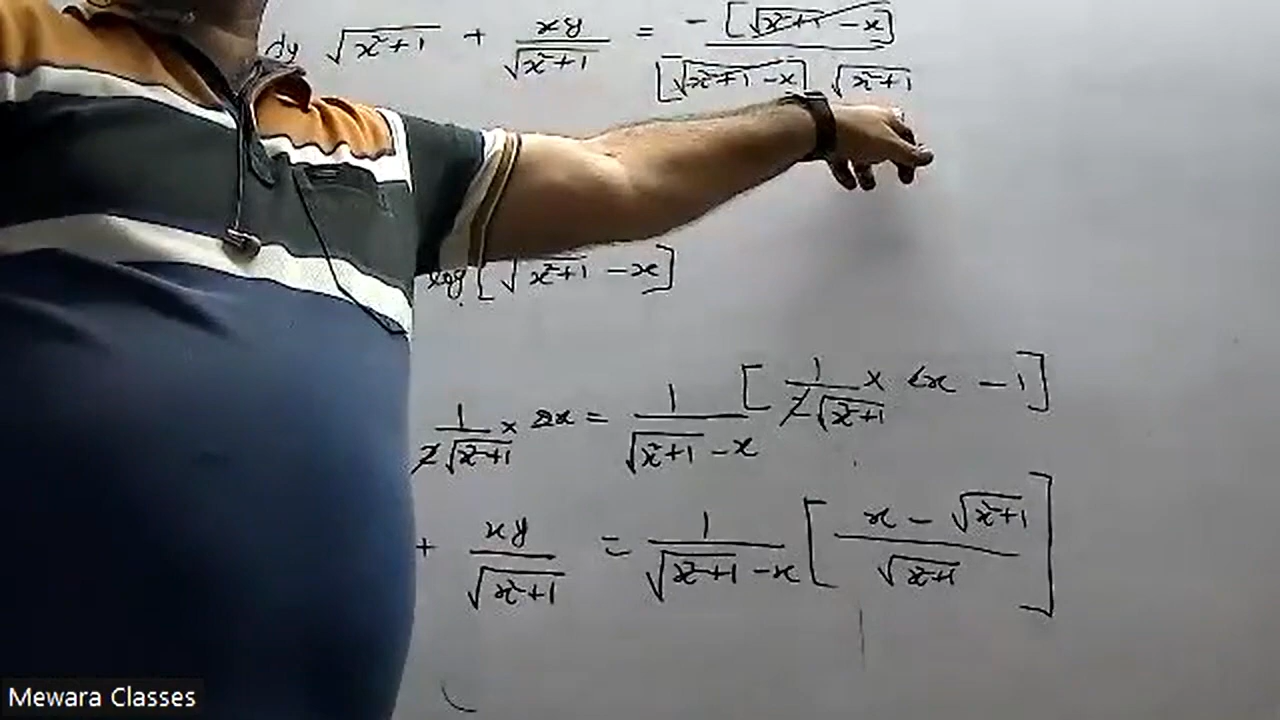 dy √x²+1 + xy/√x²+1 = -[√x²+1 - x]/[√x²+1 - x] √x²+1
log[√x²+1 - x]
1/2√x²+1 × 2x = 1/√x²+1 - x [1/2√x²+1 × 2x - 1]
+ xy/√x²+1 = 1/√x²+1 - x [x - √x²+1/√x²+1]
Mewara Classes